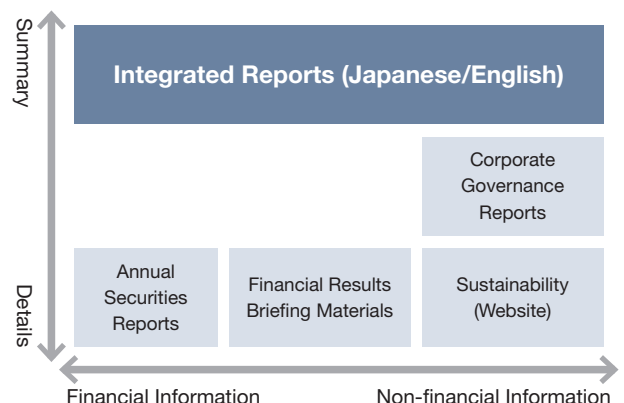 Summary
Integrated Reports (Japanese/English)
Corporate
Governance
Reports
Annual
Securities
Reports
Financial Results
Briefing Materials
Sustainability
(Website)
Details
Financial Information
Non-financial Information